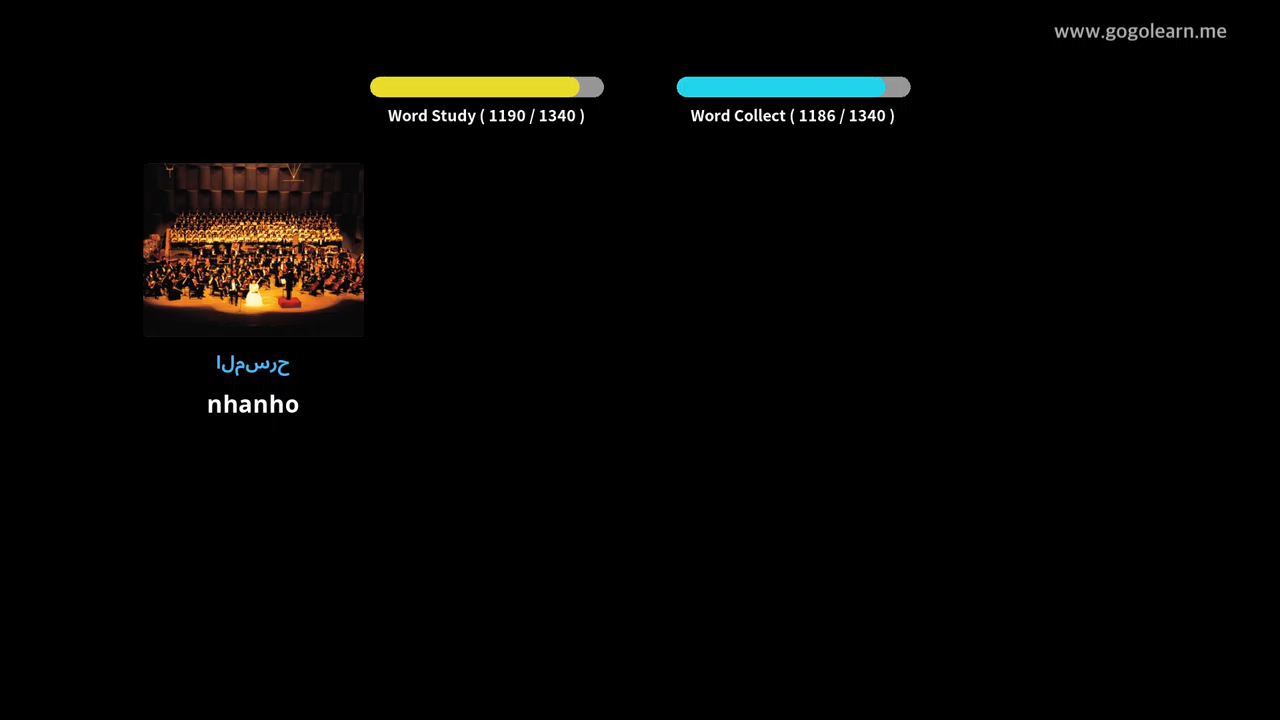 www.gogolearn.me
Word Study ( 1190 / 1340 )
Word Collect ( 1186 / 1340 )
المسرح
nhanho